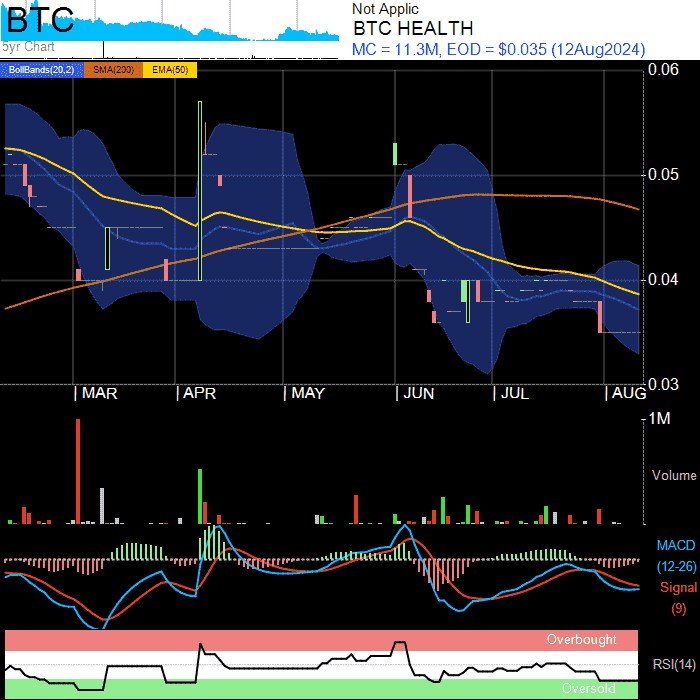 BTC
5yr Chart
Not Applic
BTC HEALTH
MC = 11.3M, EOD = $0.035 (12Aug2024)
BollBands(20,2) SMA(200) EMA(50)
0.06
0.05
0.04
0.03
MAR APR MAY JUN JUL AUG
1M
Volume
MACD
(12-26)
Signal
(9)
Overbought
RSI(14)
Oversold